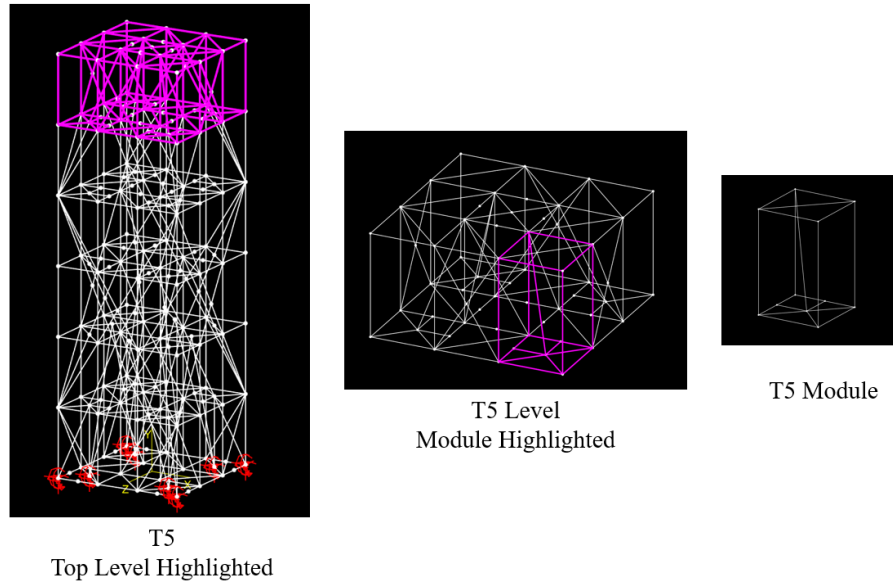 Y
Z
X
T5
Top Level Highlighted
T5 Level
Module Highlighted
T5 Module